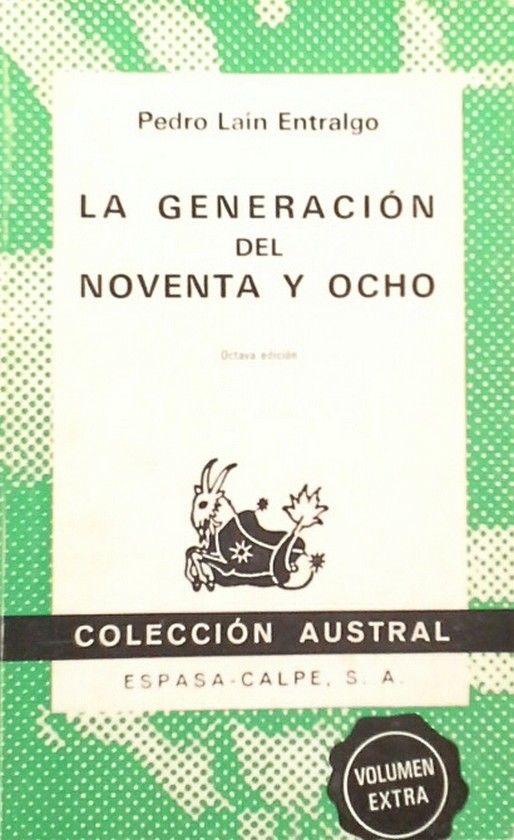 Pedro Laín Entralgo
LA GENERACIÓN
DEL
NOVENTA Y OCHO
Octava edición
COLECCIÓN AUSTRAL
ESPASA-CALPE, S. A.
VOLUMEN
EXTRA